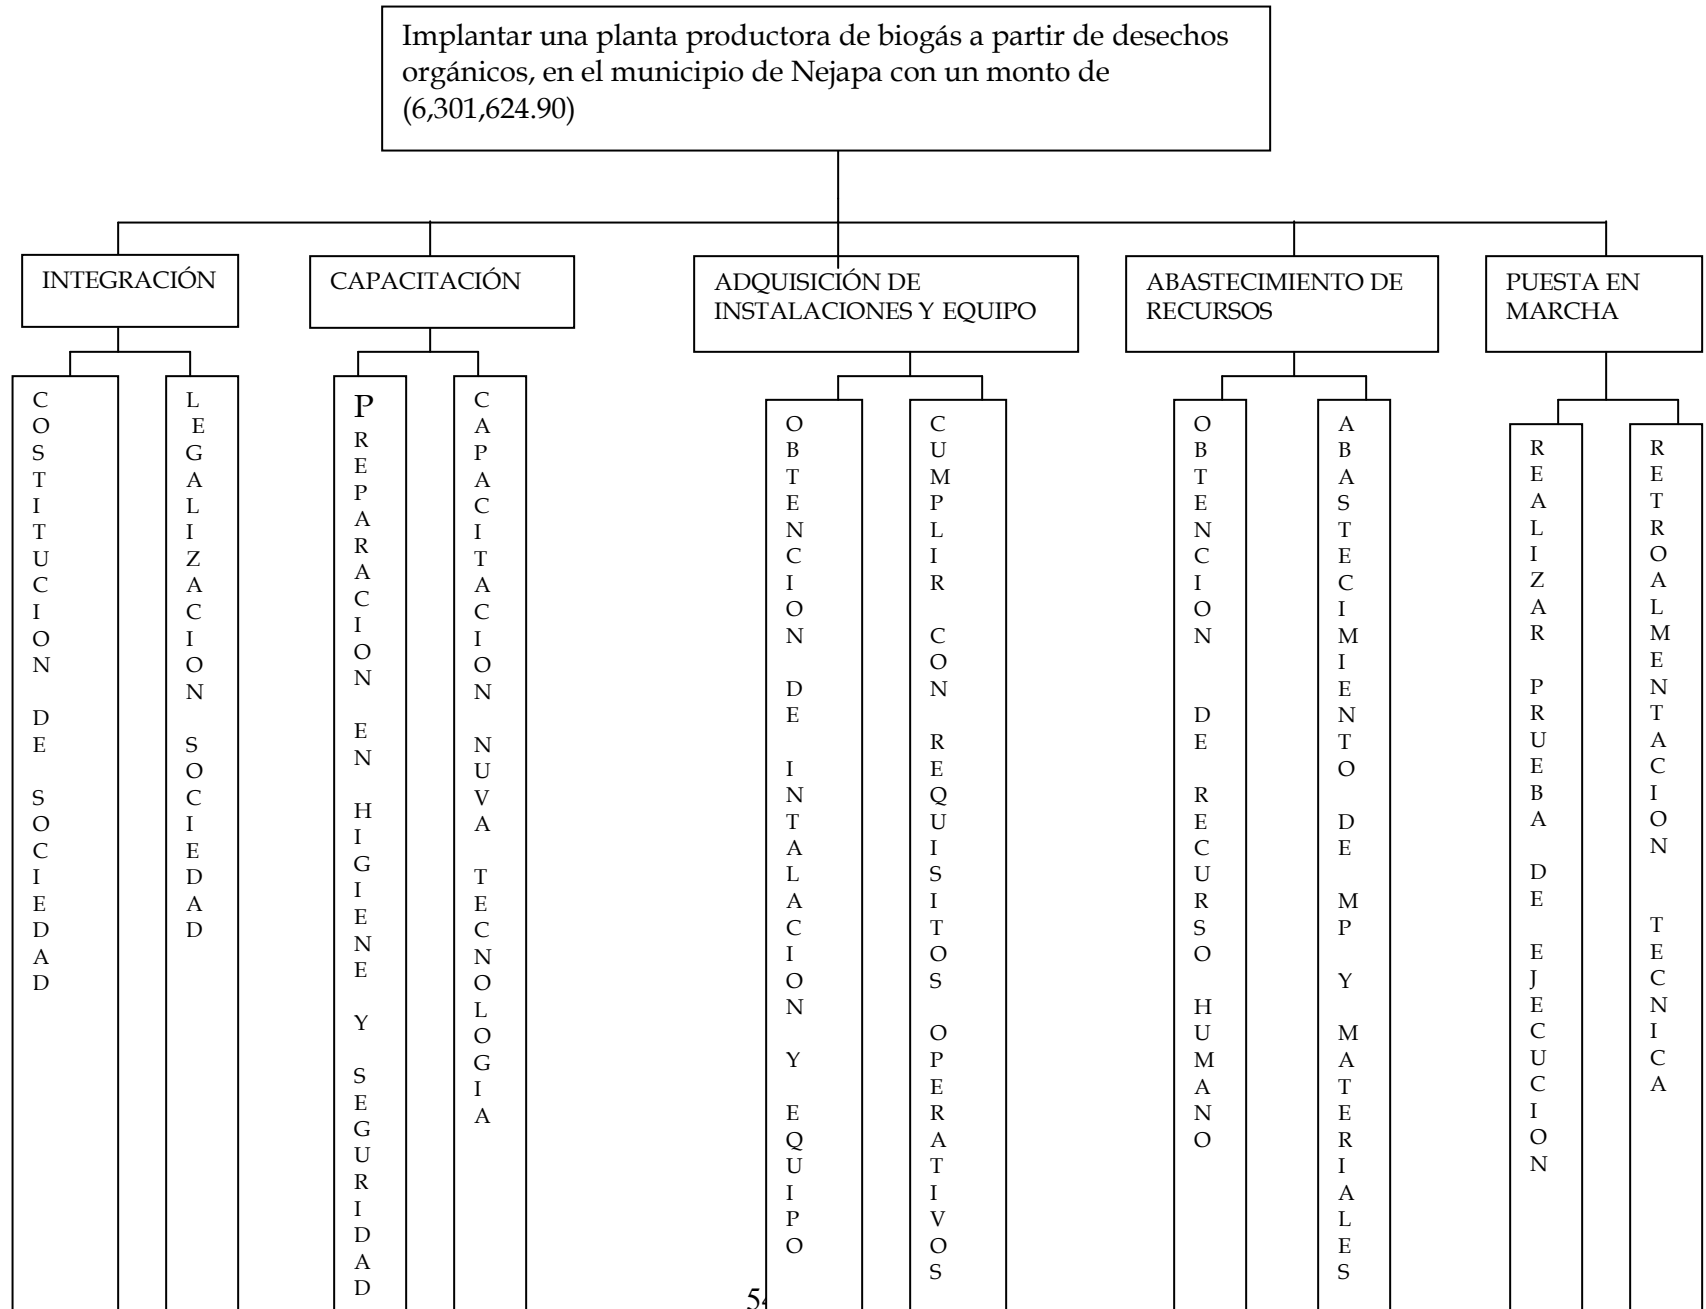 Implantar una planta productora de biogás a partir de desechos
orgánicos, en el municipio de Nejapa con un monto de
(6,301,624.90)
INTEGRACIÓN
CAPACITACIÓN
ADQUISICIÓN DE
INSTALACIONES Y EQUIPO
ABASTECIMIENTO DE
RECURSOS
PUESTA EN
MARCHA
COSTITUCION DE SOCIEDAD
LEGALIZACION SOCIEDAD
PREPARACION EN HIGIENE Y SEGURIDAD
CAPACITACION NUVA TECNOLOGIA
OBTENCION DE INTALACION Y EQUIPO
CUMPLIR CON REQUISITOS OPERATIVOS
OBTENCION DE RECURSO HUMANO
ABASTECIMIENTO DE MP Y MATERIALES
REALIZAR PRUEBA DE EJECUCION
RETROALMENTACION TECNICA